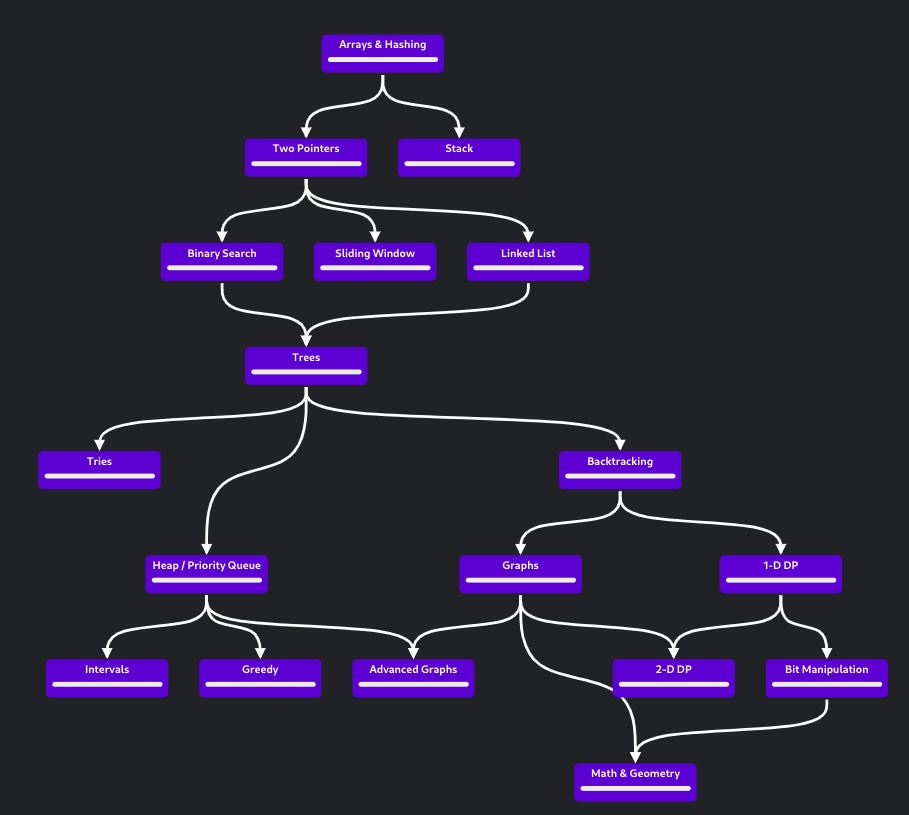 Arrays & Hashing
Two Pointers
Stack
Binary Search
Sliding Window
Linked List
Trees
Tries
Backtracking
Heap / Priority Queue
Graphs
1-D DP
Intervals
Greedy
Advanced Graphs
2-D DP
Bit Manipulation
Math & Geometry